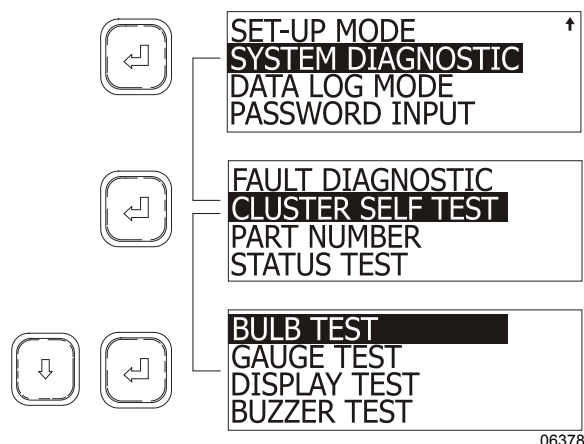 SET-UP MODE
SYSTEM DIAGNOSTIC
DATA LOG MODE
PASSWORD INPUT
FAULT DIAGNOSTIC
CLUSTER SELF TEST
PART NUMBER
STATUS TEST
BULB TEST
GAUGE TEST
DISPLAY TEST
BUZZER TEST
06378